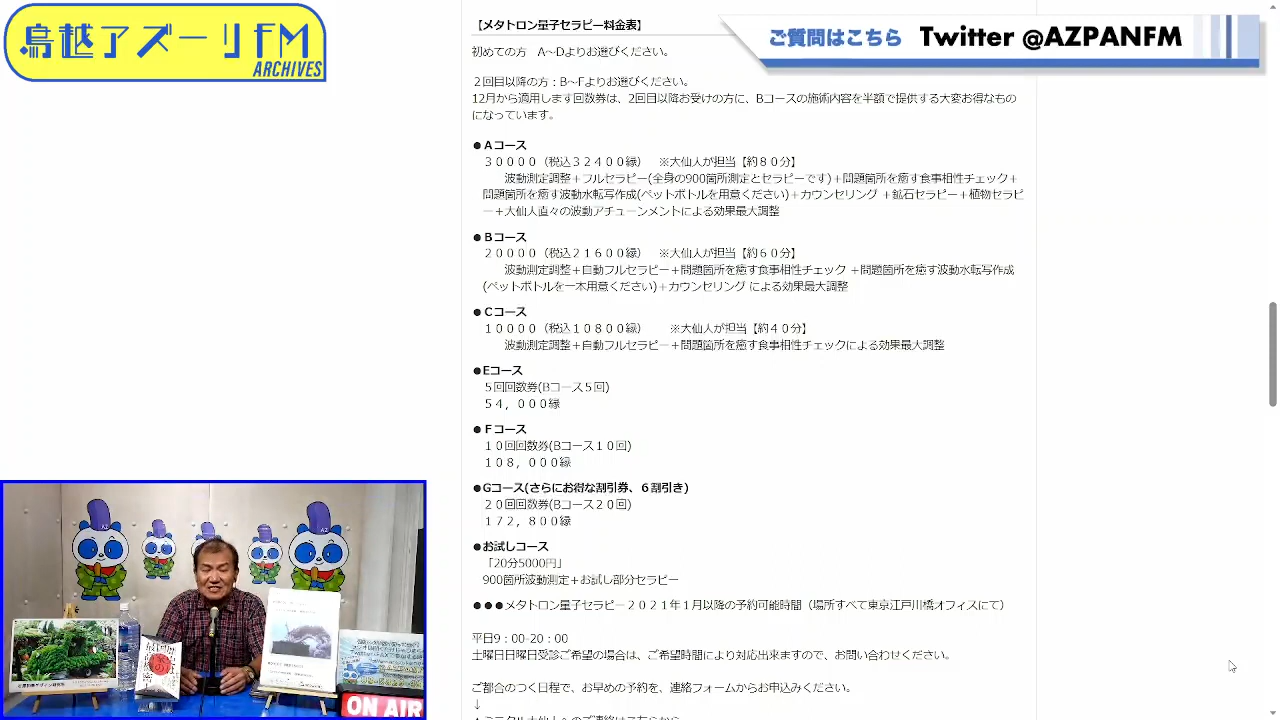 鳥越アズーリFM
ARCHIVES
ご質問はこちら Twitter @AZPANFM
【メタトロン量子セラピー料金表】
初めての方 A～Dよりお選びください。
２回目以降の方：B～Fよりお選びください。
12月から適用します回数券は、2回目以降お受けの方に、Bコースの施術内容を半額で提供する大変お得なもの
になっています。
●Ａコース
３００００（税込３２４００縁） ※大仙人が担当【約８０分】
波動測定調整＋フルセラピー(全身の900箇所測定とセラピーです)＋問題箇所を癒す食事相性チェック＋
問題箇所を癒す波動水転写作成(ペットボトルを用意ください)＋カウンセリング ＋鉱石セラピー＋植物セラピ
ー＋大仙人直々の波動アチューンメントによる効果最大調整
●Ｂコース
２００００（税込２１６００縁） ※大仙人が担当【約６０分】
波動測定調整＋自動フルセラピー＋問題箇所を癒す食事相性チェック ＋問題箇所を癒す波動水転写作成
(ペットボトルを一本用意ください)＋カウンセリング による効果最大調整
●Ｃコース
１００００（税込１０８００縁） ※大仙人が担当【約４０分】
波動測定調整＋自動フルセラピー＋問題箇所を癒す食事相性チェックによる効果最大調整
●Eコース
５回回数券(Bコース５回)
５４，０００縁
●Ｆコース
１０回回数券(Bコース１０回)
１０８，０００縁
●Gコース(さらにお得な割引券、６割引き)
２０回回数券(Bコース２０回)
１７２，８００縁
●お試しコース
「20分5000円」
900箇所波動測定＋お試し部分セラピー
●●●メタトロン量子セラピー２０２１年１月以降の予約可能時間（場所すべて東京江戸川橋オフィスにて）
平日9：00-20：00
土曜日日曜日受診ご希望の場合は、ご希望時間により対応出来ますので、お問い合わせください。
ご都合のつく日程で、お早めの予約を、連絡フォームからお申込みください。
↓
ON AIR